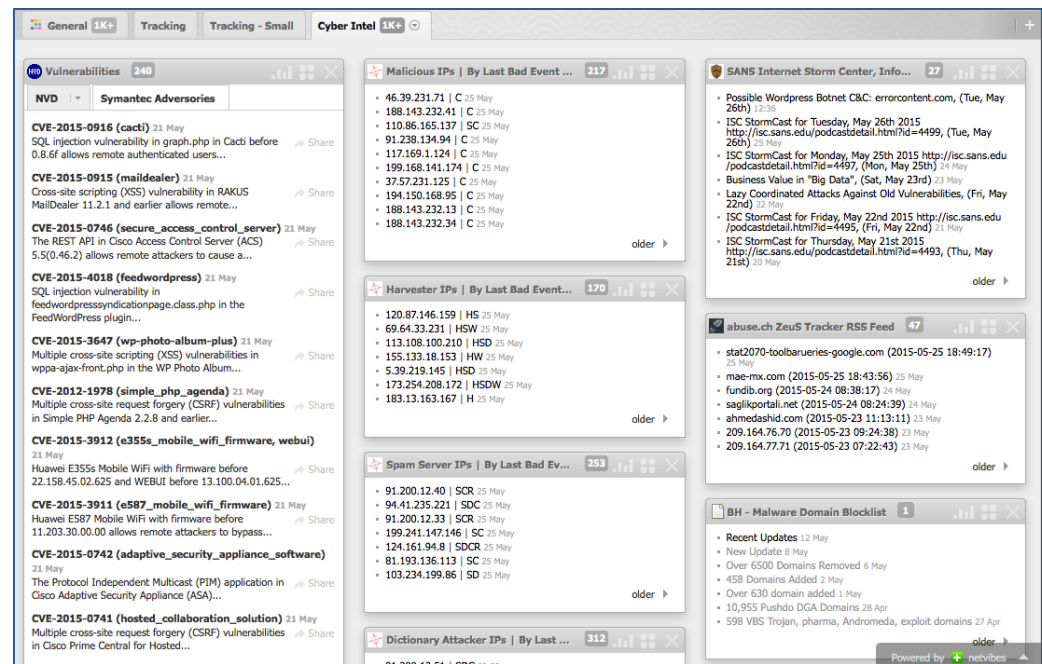 General 1K+
Tracking
Tracking - Small
Cyber Intel 1K+
+
Vulnerabilities 240
NVD
Symantec Adversories
CVE-2015-0916 (cacti) 21 May
SQL injection vulnerability in graph.php in Cacti before
0.8.6f allows remote authenticated users...
Share
CVE-2015-0915 (maildealer) 21 May
Cross-site scripting (XSS) vulnerability in RAKUS
MailDealer 11.2.1 and earlier allows remote...
Share
CVE-2015-0746 (secure_access_control_server) 21 May
The REST API in Cisco Access Control Server (ACS)
5.5(0.46.2) allows remote attackers to cause a...
Share
CVE-2015-4018 (feedwordpress) 21 May
SQL injection vulnerability in
feedwordpresssyndicationpage.class.php in the
FeedWordPress plugin...
Share
CVE-2015-3647 (wp-photo-album-plus) 21 May
Multiple cross-site scripting (XSS) vulnerabilities in
wppa-ajax-front.php in the WP Photo Album...
Share
CVE-2012-1978 (simple_php_agenda) 21 May
Multiple cross-site request forgery (CSRF) vulnerabilities
in Simple PHP Agenda 2.2.8 and earlier...
Share
CVE-2015-3912 (e355s_mobile_wifi_firmware, webui)
21 May
Huawei E355s Mobile WiFi with firmware before
22.158.45.02.625 and WEBUI before 13.100.04.01.625...
Share
CVE-2015-3911 (e587_mobile_wifi_firmware) 21 May
Huawei E587 Mobile WiFi with firmware before
11.203.30.00.00 allows remote attackers to bypass...
Share
CVE-2015-0742 (adaptive_security_appliance_software)
21 May
The Protocol Independent Multicast (PIM) application in
Cisco Adaptive Security Appliance (ASA)...
Share
CVE-2015-0741 (hosted_collaboration_solution) 21 May
Multiple cross-site request forgery (CSRF) vulnerabilities
in Cisco Prime Central for Hosted...
Share
Malicious IPs | By Last Bad Event ... 217
46.39.231.71 | C 25 May
188.143.232.41 | C 25 May
110.86.165.137 | SC 25 May
91.238.134.94 | C 25 May
117.169.1.124 | C 25 May
199.168.141.174 | C 25 May
37.57.231.125 | C 25 May
194.150.168.95 | C 25 May
188.143.232.13 | C 25 May
188.143.232.34 | C 25 May
older
Harvester IPs | By Last Bad Event... 170
120.87.146.159 | HS 25 May
69.64.33.231 | HSW 25 May
113.108.100.210 | HSD 25 May
155.133.18.153 | HW 25 May
5.39.219.145 | HSD 25 May
173.254.208.172 | HSDW 25 May
183.13.163.167 | H 25 May
older
Spam Server IPs | By Last Bad Ev... 253
91.200.12.40 | SCR 25 May
94.41.235.221 | SDC 25 May
91.200.12.33 | SCR 25 May
199.241.147.146 | SC 25 May
124.161.94.8 | SDCR 25 May
81.193.136.113 | SC 25 May
103.234.199.86 | SD 25 May
older
Dictionary Attacker IPs | By Last ... 312
SANS Internet Storm Center, Info... 27
Possible Wordpress Botnet C&C: errorcontent.com, (Tue, May
26th) 12:36
ISC StormCast for Tuesday, May 26th 2015
http://isc.sans.edu/podcastdetail.html?id=4499, (Tue, May
26th) 25 May
ISC StormCast for Monday, May 25th 2015 http://isc.sans.edu
/podcastdetail.html?id=4497, (Mon, May 25th) 24 May
Business Value in "Big Data", (Sat, May 23rd) 23 May
Lazy Coordinated Attacks Against Old Vulnerabilities, (Fri, May
22nd) 22 May
ISC StormCast for Friday, May 22nd 2015 http://isc.sans.edu
/podcastdetail.html?id=4495, (Fri, May 22nd) 21 May
ISC StormCast for Thursday, May 21st 2015
http://isc.sans.edu/podcastdetail.html?id=4493, (Thu, May
21st) 20 May
older
abuse.ch ZeuS Tracker RSS Feed 47
stat2070-toolbarueries-google.com (2015-05-25 18:49:17)
25 May
mae-mx.com (2015-05-25 18:43:56) 25 May
fundib.org (2015-05-24 08:38:17) 24 May
saglikportali.net (2015-05-24 08:24:39) 24 May
ahmedashid.com (2015-05-23 11:13:11) 23 May
209.164.76.70 (2015-05-23 09:24:38) 23 May
209.164.77.71 (2015-05-23 07:22:43) 23 May
older
BH - Malware Domain Blocklist 1
Recent Updates 12 May
New Update 8 May
Over 6500 Domains Removed 6 May
458 Domains Added 2 May
Over 630 domain added 1 May
10,955 Pushdo DGA Domains 28 Apr
598 VBS Trojan, pharma, Andromeda, exploit domains 27 Apr
older
Powered by netvibes